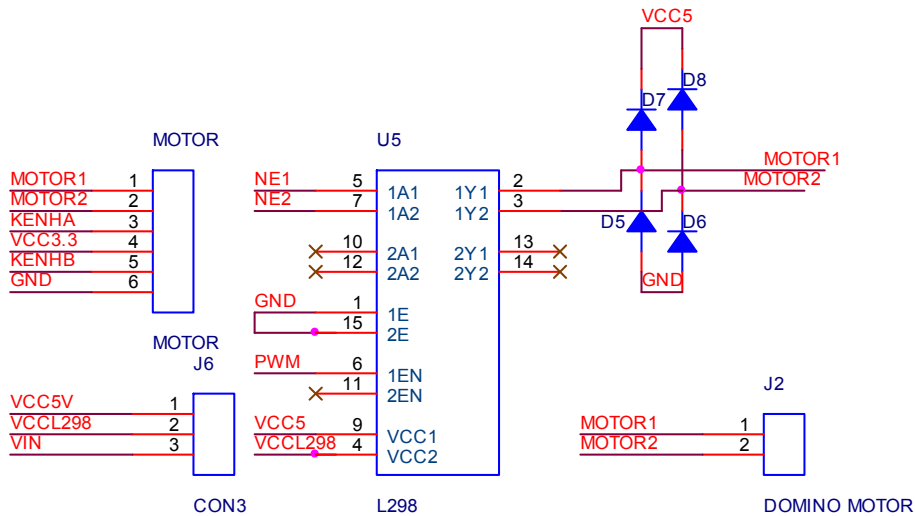 VCC5
D7
D8
MOTOR
U5
MOTOR1
MOTOR2
D5
D6
GND
MOTOR1 1
MOTOR2 2
KENHA 3
VCC3.3 4
KENHB 5
GND 6
MOTOR
NE1 5 1A1 1Y1 2
NE2 7 1A2 1Y2 3
10 2A1 2Y1 13
12 2A2 2Y2 14
GND 1 1E
15 2E
PWM 6 1EN
11 2EN
VCC5 9 VCC1
VCCL298 4 VCC2
L298
J6
VCC5V 1
VCCL298 2
VIN 3
CON3
J2
MOTOR1 1
MOTOR2 2
DOMINO MOTOR